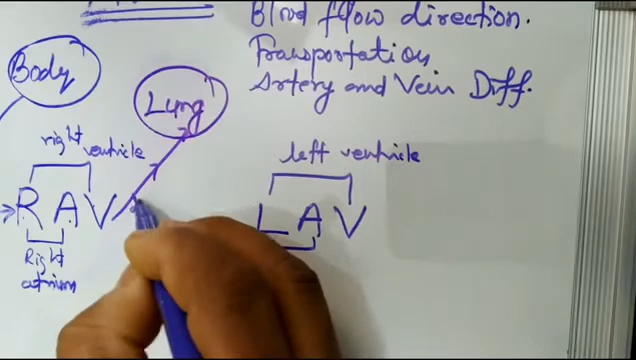 Blood flow direction.
Transportation
Artery and Vein Diff.
Body
Lung
right ventricle
left ventricle
RAV
LAV
Right
atrium